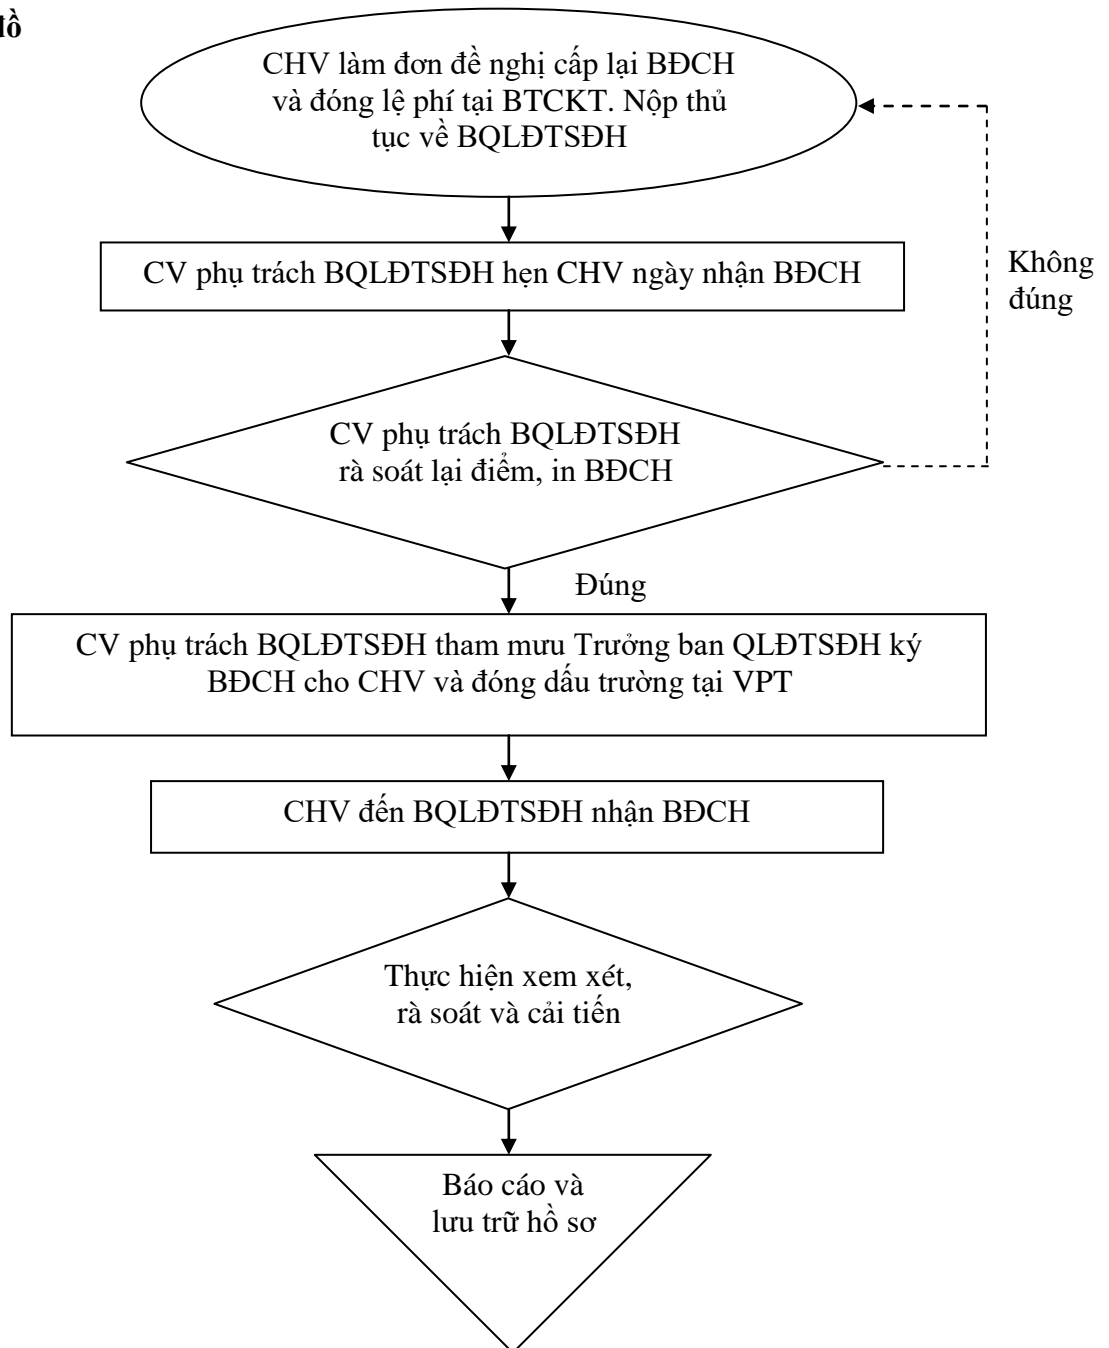 đồ
CHV làm đơn đề nghị cấp lại BĐCH
và đóng lệ phí tại BTCKT. Nộp thủ
tục về BQLĐTSĐH
CV phụ trách BQLĐTSĐH hẹn CHV ngày nhận BĐCH
Không
đúng
CV phụ trách BQLĐTSĐH
rà soát lại điểm, in BĐCH
Đúng
CV phụ trách BQLĐTSĐH tham mưu Trưởng ban QLĐTSĐH ký
BĐCH cho CHV và đóng dấu trường tại VPT
CHV đến BQLĐTSĐH nhận BĐCH
Thực hiện xem xét,
rà soát và cải tiến
Báo cáo và
lưu trữ hồ sơ